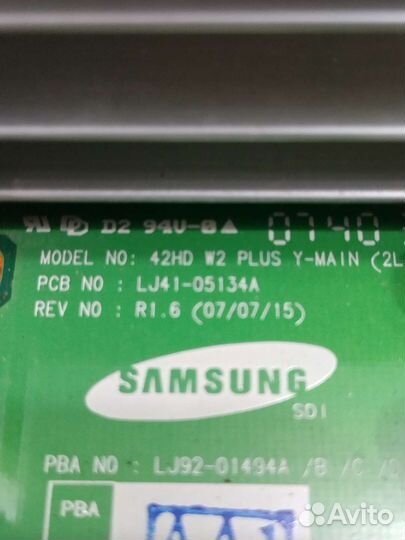 D2 94V-0
0740
MODEL NO: 42HD W2 PLUS Y-MAIN (2L
PCB NO : LJ41-05134A
REV NO : R1.6 (07/07/15)
SAMSUNG
SDI
PBA NO : LJ92-01494A /B /C /D
PBA
Avito